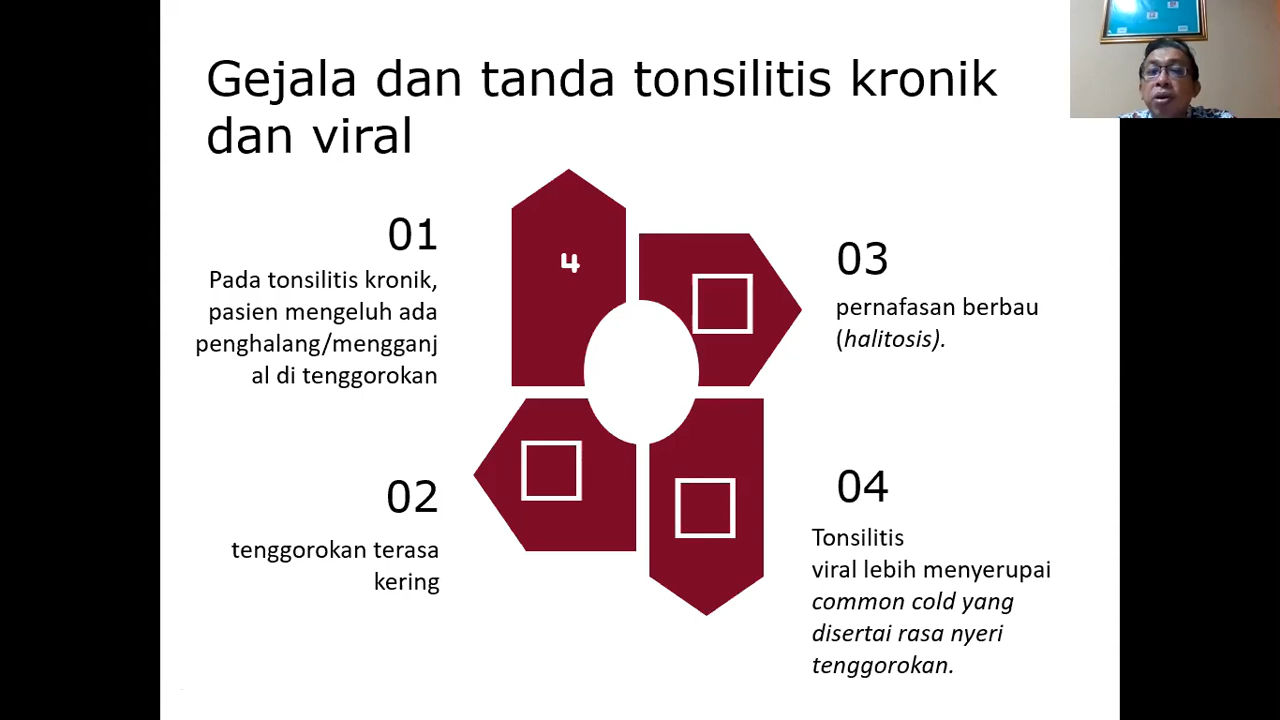 Gejala dan tanda tonsilitis kronik
dan viral
01
Pada tonsilitis kronik,
pasien mengeluh ada
penghalang/mengganj
al di tenggorokan
02
tenggorokan terasa
kering
4
03
pernafasan berbau
(halitosis).
04
Tonsilitis
viral lebih menyerupai
common cold yang
disertai rasa nyeri
tenggorokan.